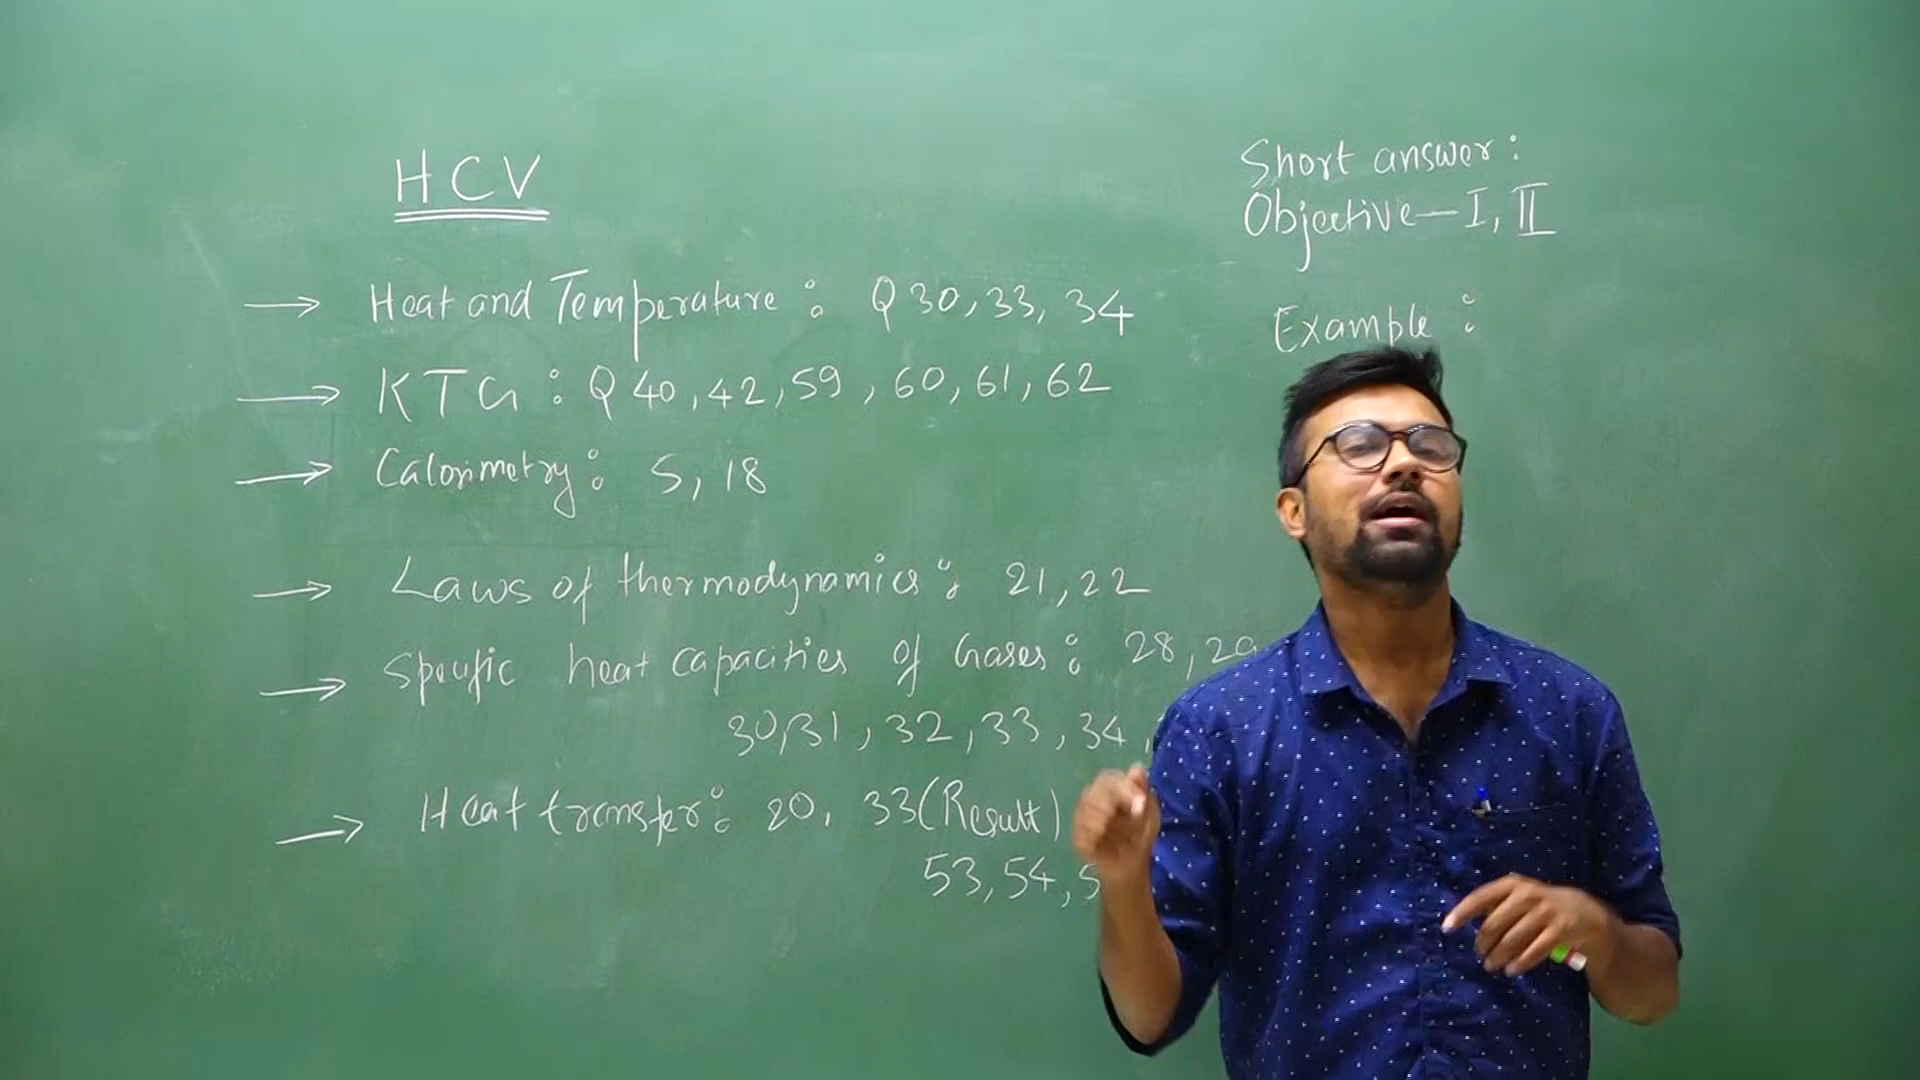 HCV
Short answer:
Objective—I, II
→ Heat and Temperature : Q 30, 33, 34
Example :
→ KTG : Q 40, 42, 59, 60, 61, 62
→ Calorimetry : 5, 18
→ Laws of thermodynamics : 21, 22
→ Specific heat capacities of Gases : 28, 29
30, 31, 32, 33, 34,
→ Heat transfer : 20, 33 (Result)
53, 54,